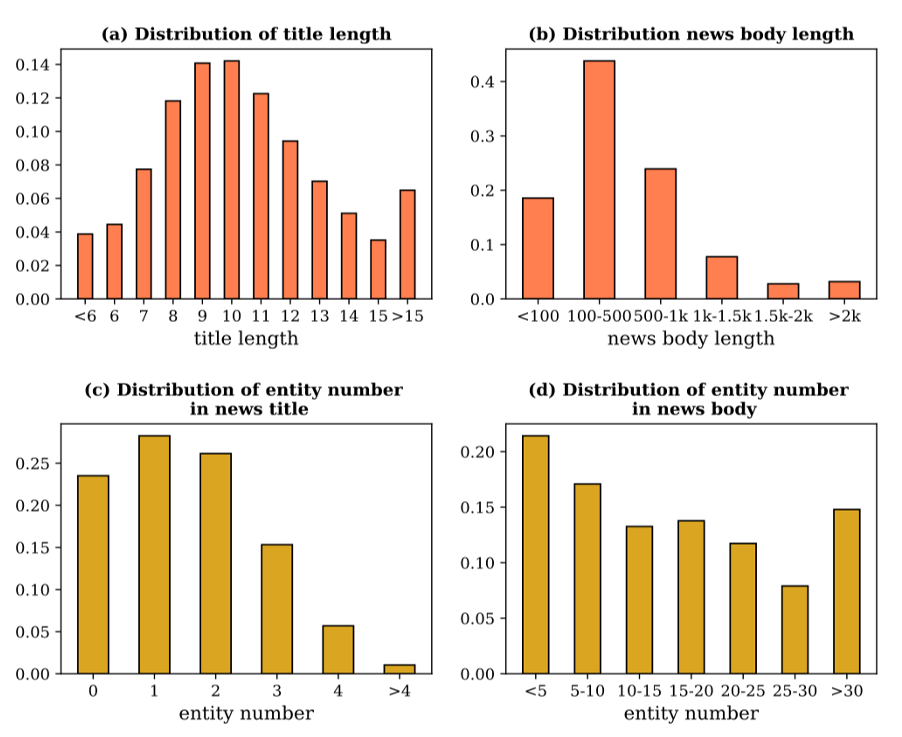 (a) Distribution of title length
0.14
0.12
0.10
0.08
0.06
0.04
0.02
0.00
<6 6 7 8 9 10 11 12 13 14 15 >15
title length
(b) Distribution news body length
0.4
0.3
0.2
0.1
0.0
<100 100-500 500-1k 1k-1.5k 1.5k-2k >2k
news body length
(c) Distribution of entity number
in news title
0.25
0.20
0.15
0.10
0.05
0.00
0 1 2 3 4 >4
entity number
(d) Distribution of entity number
in news body
0.20
0.15
0.10
0.05
0.00
<5 5-10 10-15 15-20 20-25 25-30 >30
entity number